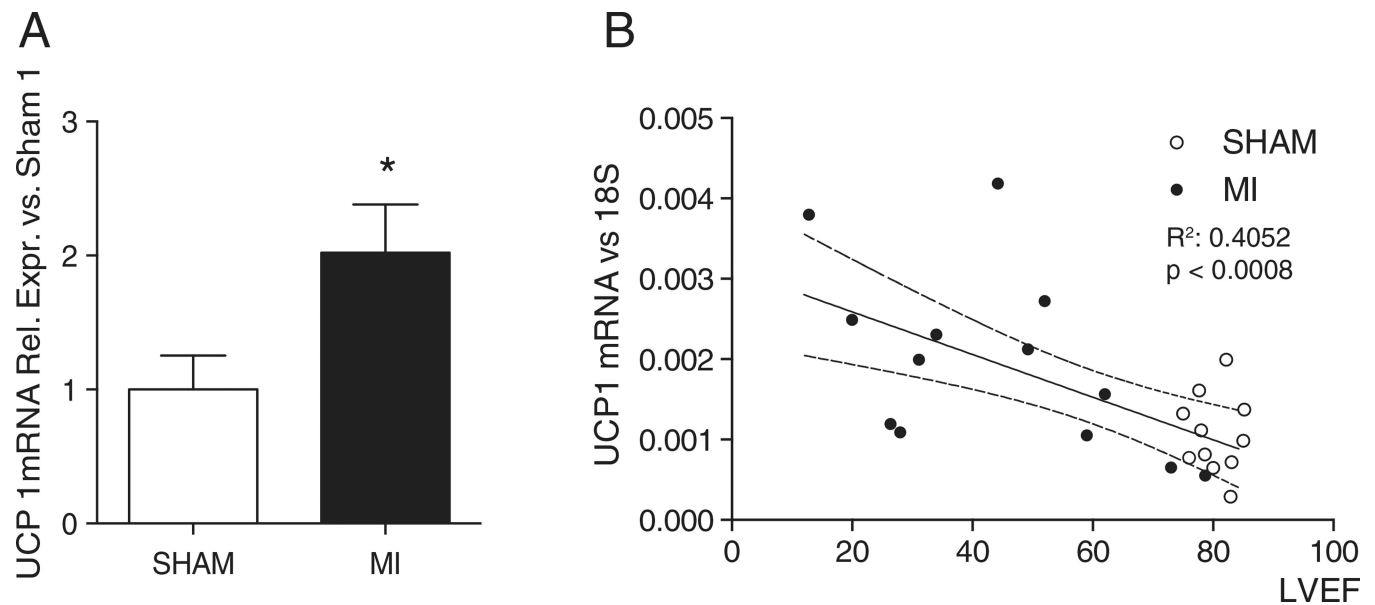 A
UCP 1mRNA Rel. Expr. vs. Sham 1
3
2
1
0
*
SHAM
MI
B
UCP1 mRNA vs 18S
0.005
0.004
0.003
0.002
0.001
0.000
0 20 40 60 80 100
LVEF
SHAM
MI
R²: 0.4052
p < 0.0008